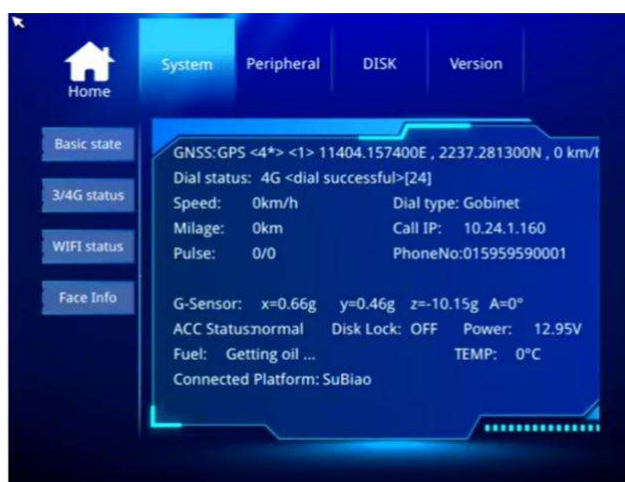 System Peripheral DISK Version
Home
Basic state
3/4G status
WIFI status
Face Info
GNSS:GPS <4*> <1> 11404.157400E , 2237.281300N , 0 km/h
Dial status: 4G <dial successful>[24]
Speed: 0km/h Dial type: Gobinet
Milage: 0km Call IP: 10.24.1.160
Pulse: 0/0 PhoneNo:015959590001
G-Sensor: x=0.66g y=0.46g z=-10.15g A=0°
ACC Status:normal Disk Lock: OFF Power: 12.95V
Fuel: Getting oil ... TEMP: 0°C
Connected Platform: SuBiao